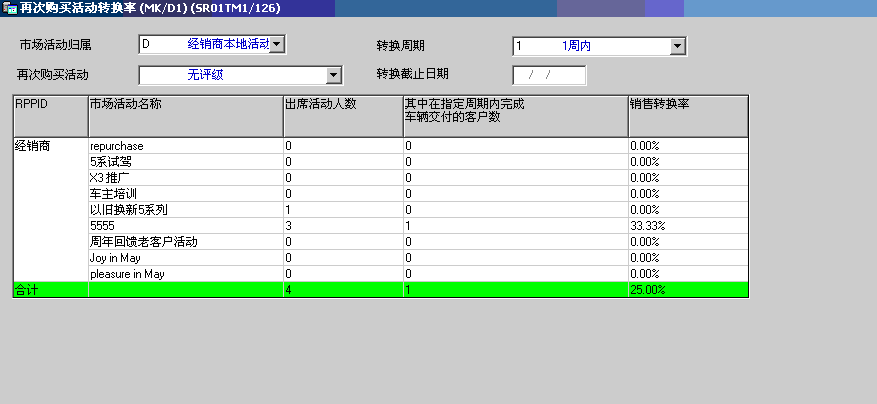 再次购买活动转换率 (MK/D1) (SR01TM1/126)
市场活动归属 D 经销商本地活动 转换周期 1 1周内
再次购买活动 无评级 转换截止日期 / /
RPPID 市场活动名称 出席活动人数 其中在指定周期内完成 销售转换率
车辆交付的客户数
经销商 repurchase 0 0 0.00%
5系试驾 0 0 0.00%
X3推广 0 0 0.00%
车主培训 0 0 0.00%
以旧换新5系列 1 0 0.00%
5555 3 1 33.33%
周年回馈老客户活动 0 0 0.00%
Joy in May 0 0 0.00%
pleasure in May 0 0 0.00%
合计 4 1 25.00%